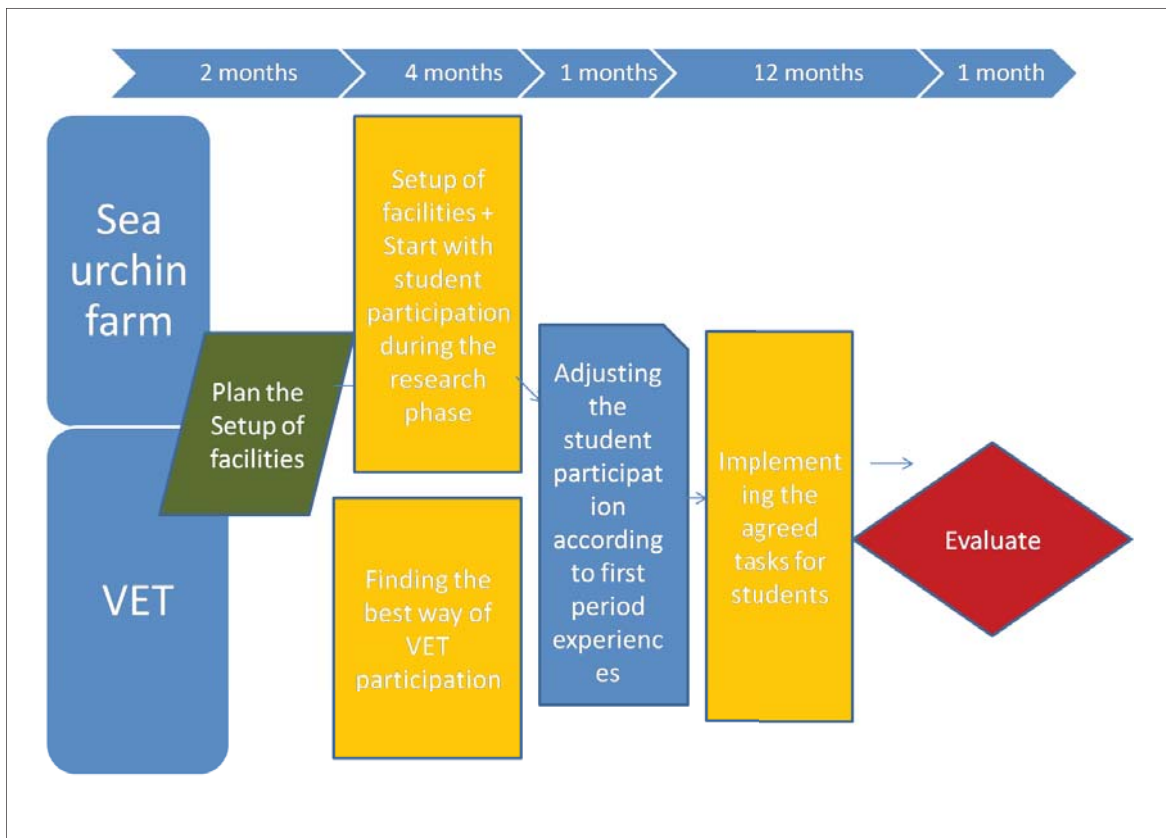 2 months
4 months
1 months
12 months
1 month
Sea
urchin
farm
VET
Plan the
Setup of
facilities
Setup of
facilities +
Start with
student
participation
during the
research
phase
Finding the
best way of
VET
participation
Adjusting
the
student
participat
ion
according
to first
period
experienc
es
Implement
ing the
agreed
tasks for
students
Evaluate